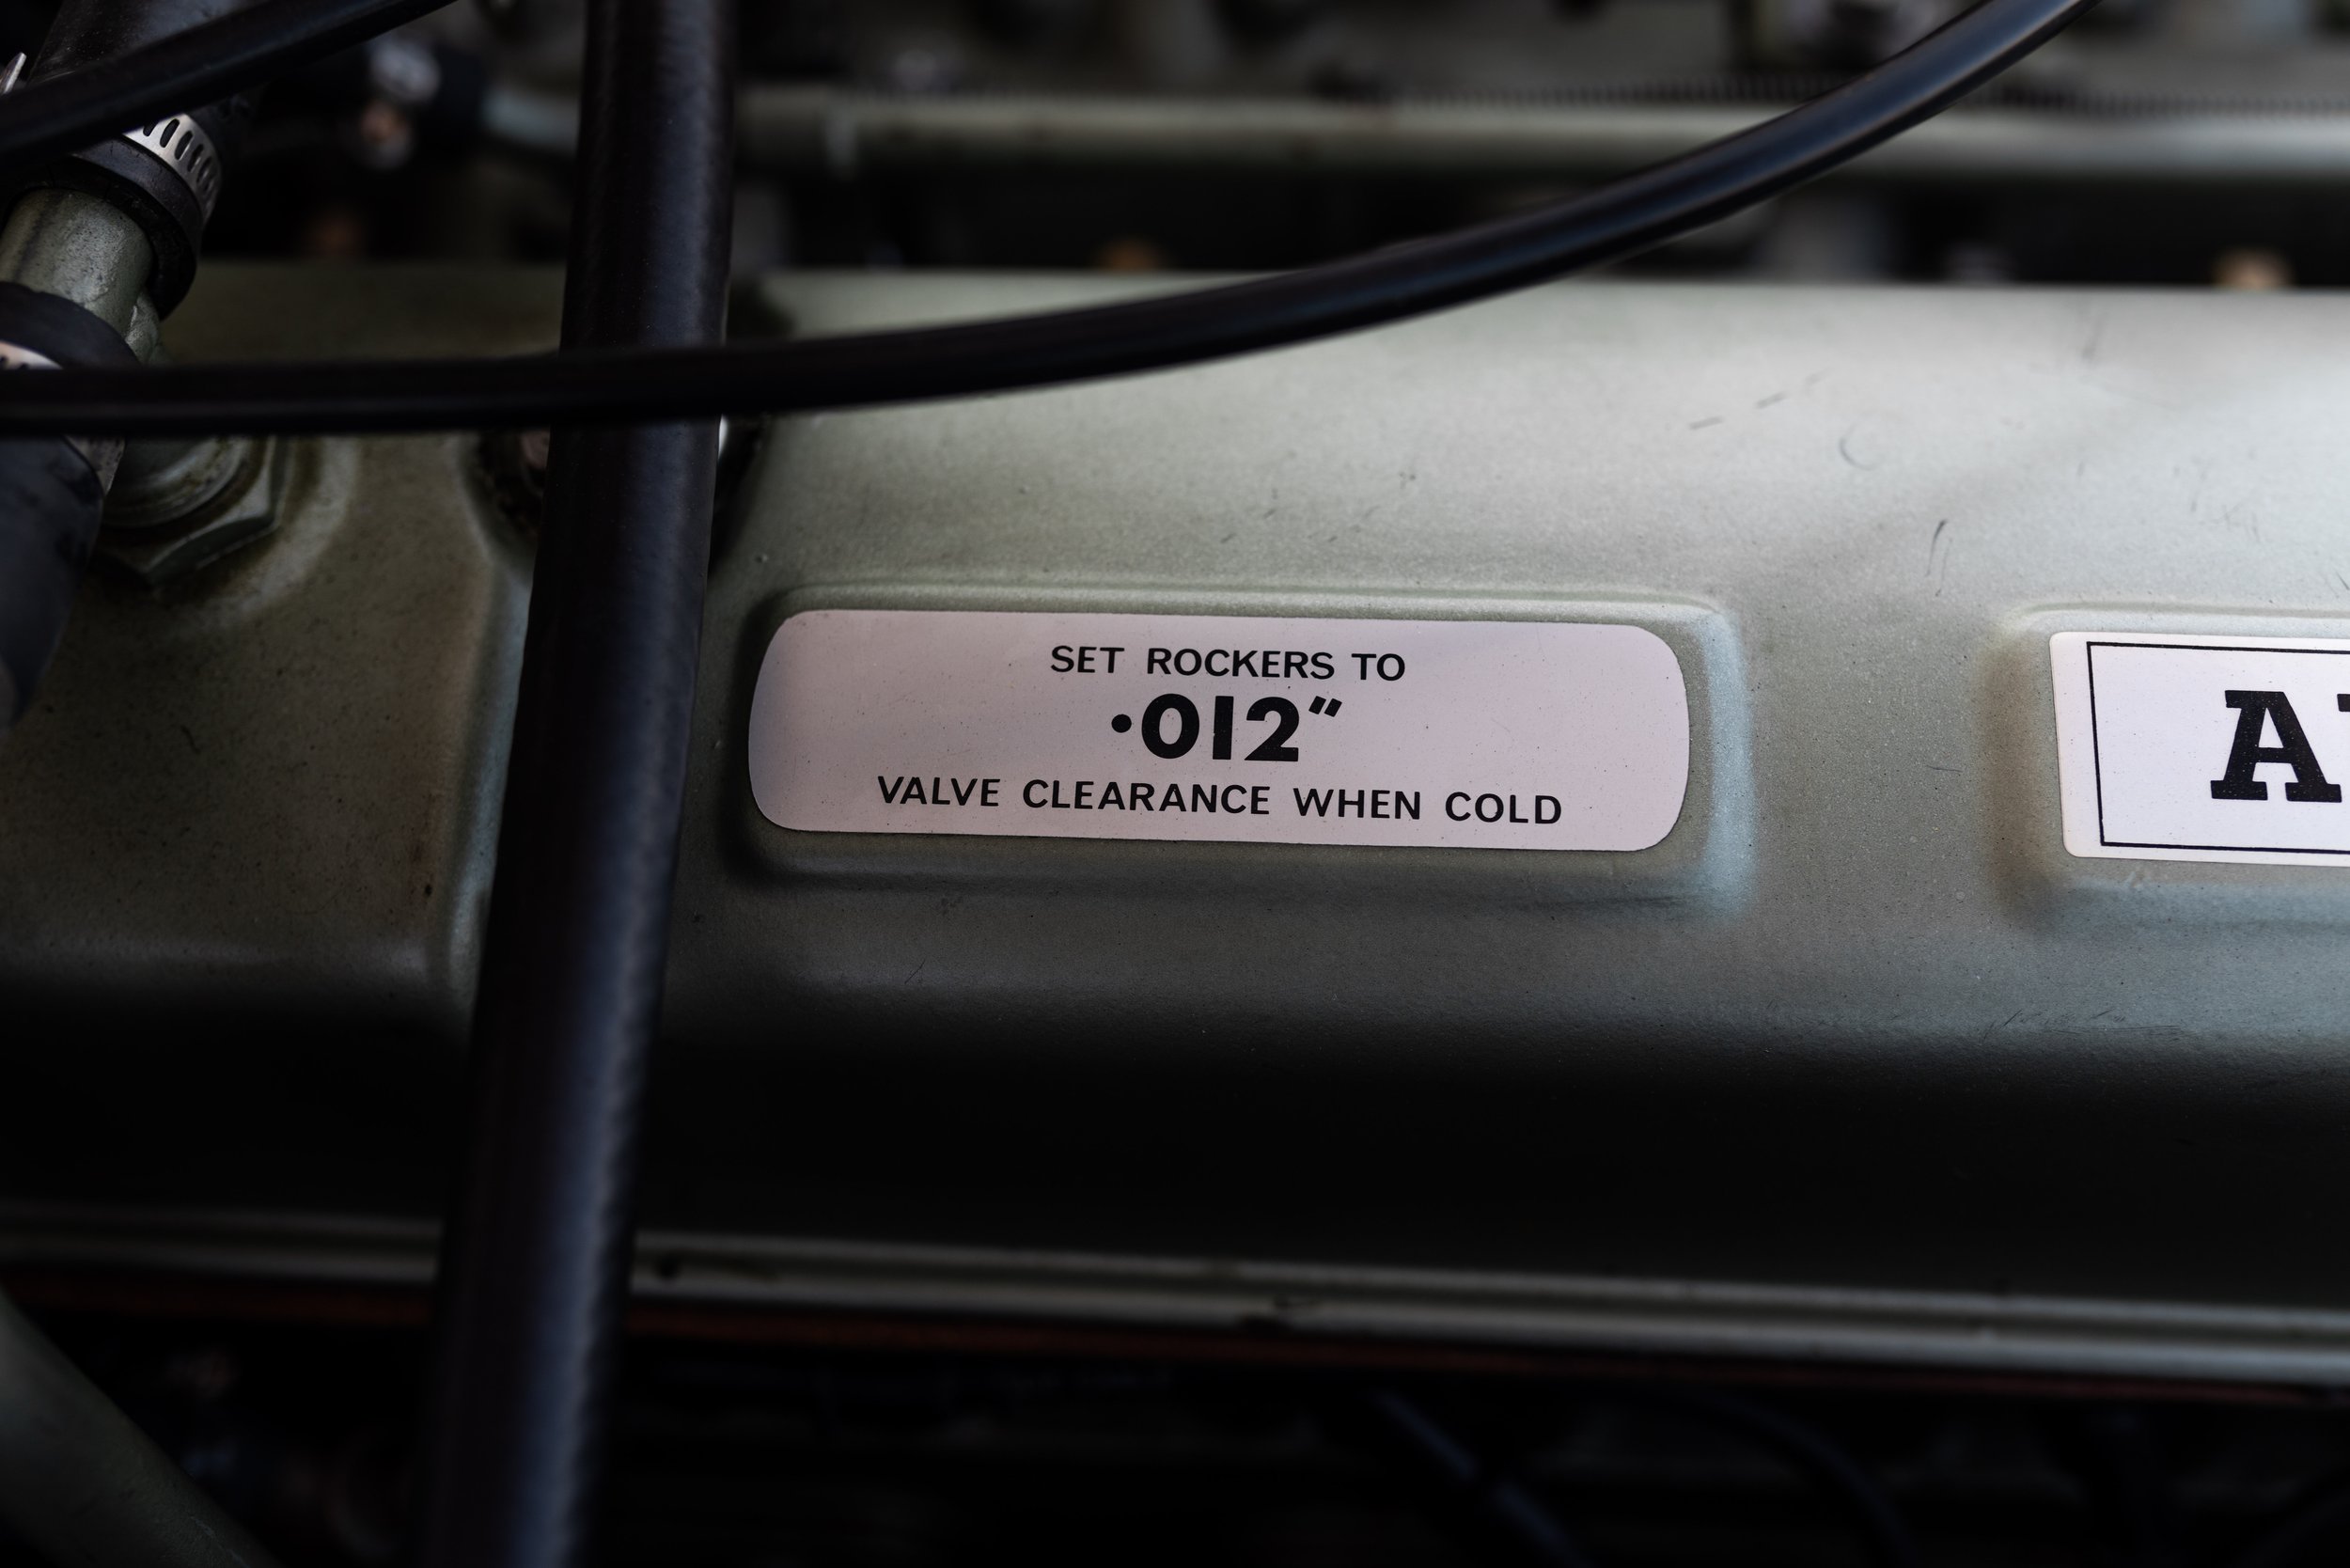 SET ROCKERS TO
·012"
VALVE CLEARANCE WHEN COLD